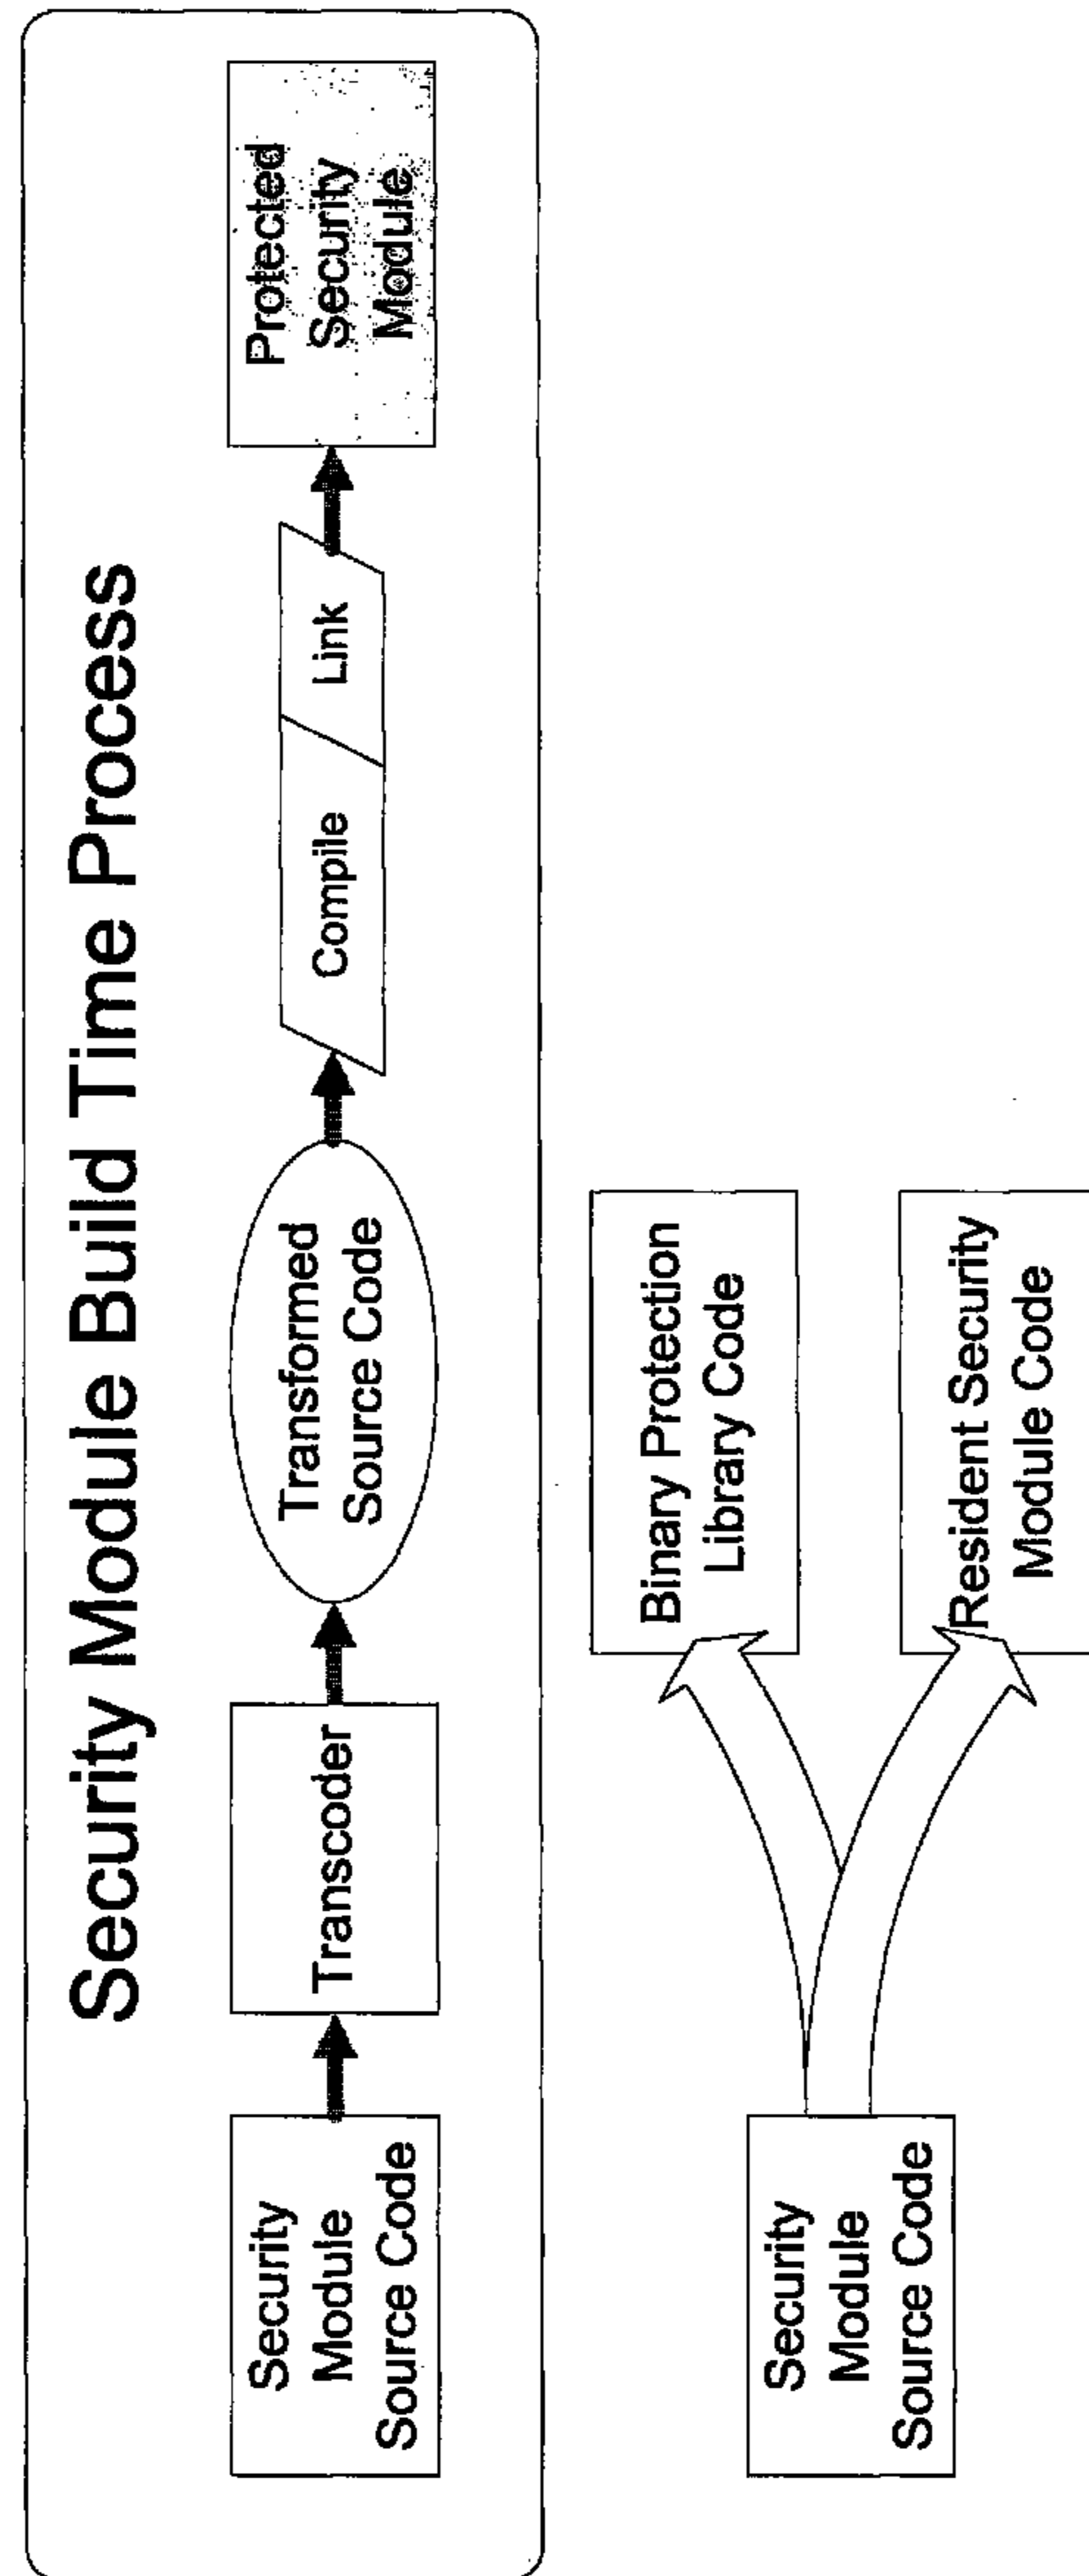 Security Module Build Time Process
Security
Module
Source Code
Transcoder
Transformed
Source Code
Compile
Link
Protected
Security
Module
Security
Module
Source Code
Binary Protection
Library Code
Resident Security
Module Code